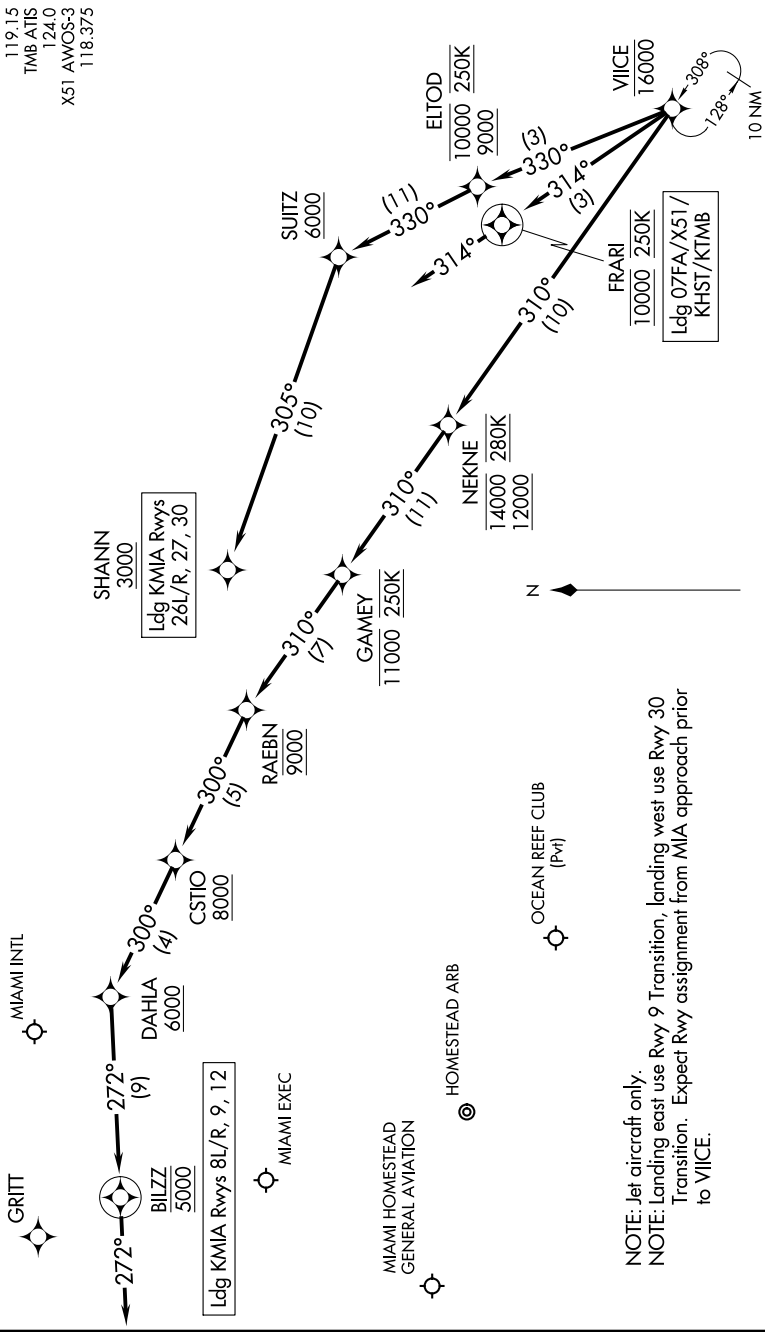 119.15
TMB ATIS
124.0
X51 AWOS-3
118.375
GRITT
MIAMI INTL
272°
BILZZ
5000
Ldg KMIA Rwys 8L/R, 9, 12
272°
(9)
DAHLA
6000
300°
(4)
CSTIO
8000
300°
(5)
RAEBN
9000
310°
(7)
GAMEY
11000 250K
310°
(11)
NEKNE
14000 280K
12000
310°
(10)
SHANN
3000
Ldg KMIA Rwys
26L/R, 27, 30
305°
(10)
SUITZ
6000
(11)
330°
ELTOD
10000 250K
9000
(3)
330°
314°
(3)
314°
FRARI
10000 250K
Ldg 07FA/X51/
KHST/KTMB
VIICE
16000
308°
128°
10 NM
MIAMI EXEC
MIAMI HOMESTEAD
GENERAL AVIATION
HOMESTEAD ARB
OCEAN REEF CLUB
(Pvt)
N
NOTE: Jet aircraft only.
NOTE: Landing east use Rwy 9 Transition, landing west use Rwy 30
Transition. Expect Rwy assignment from MIA approach prior
to VIICE.